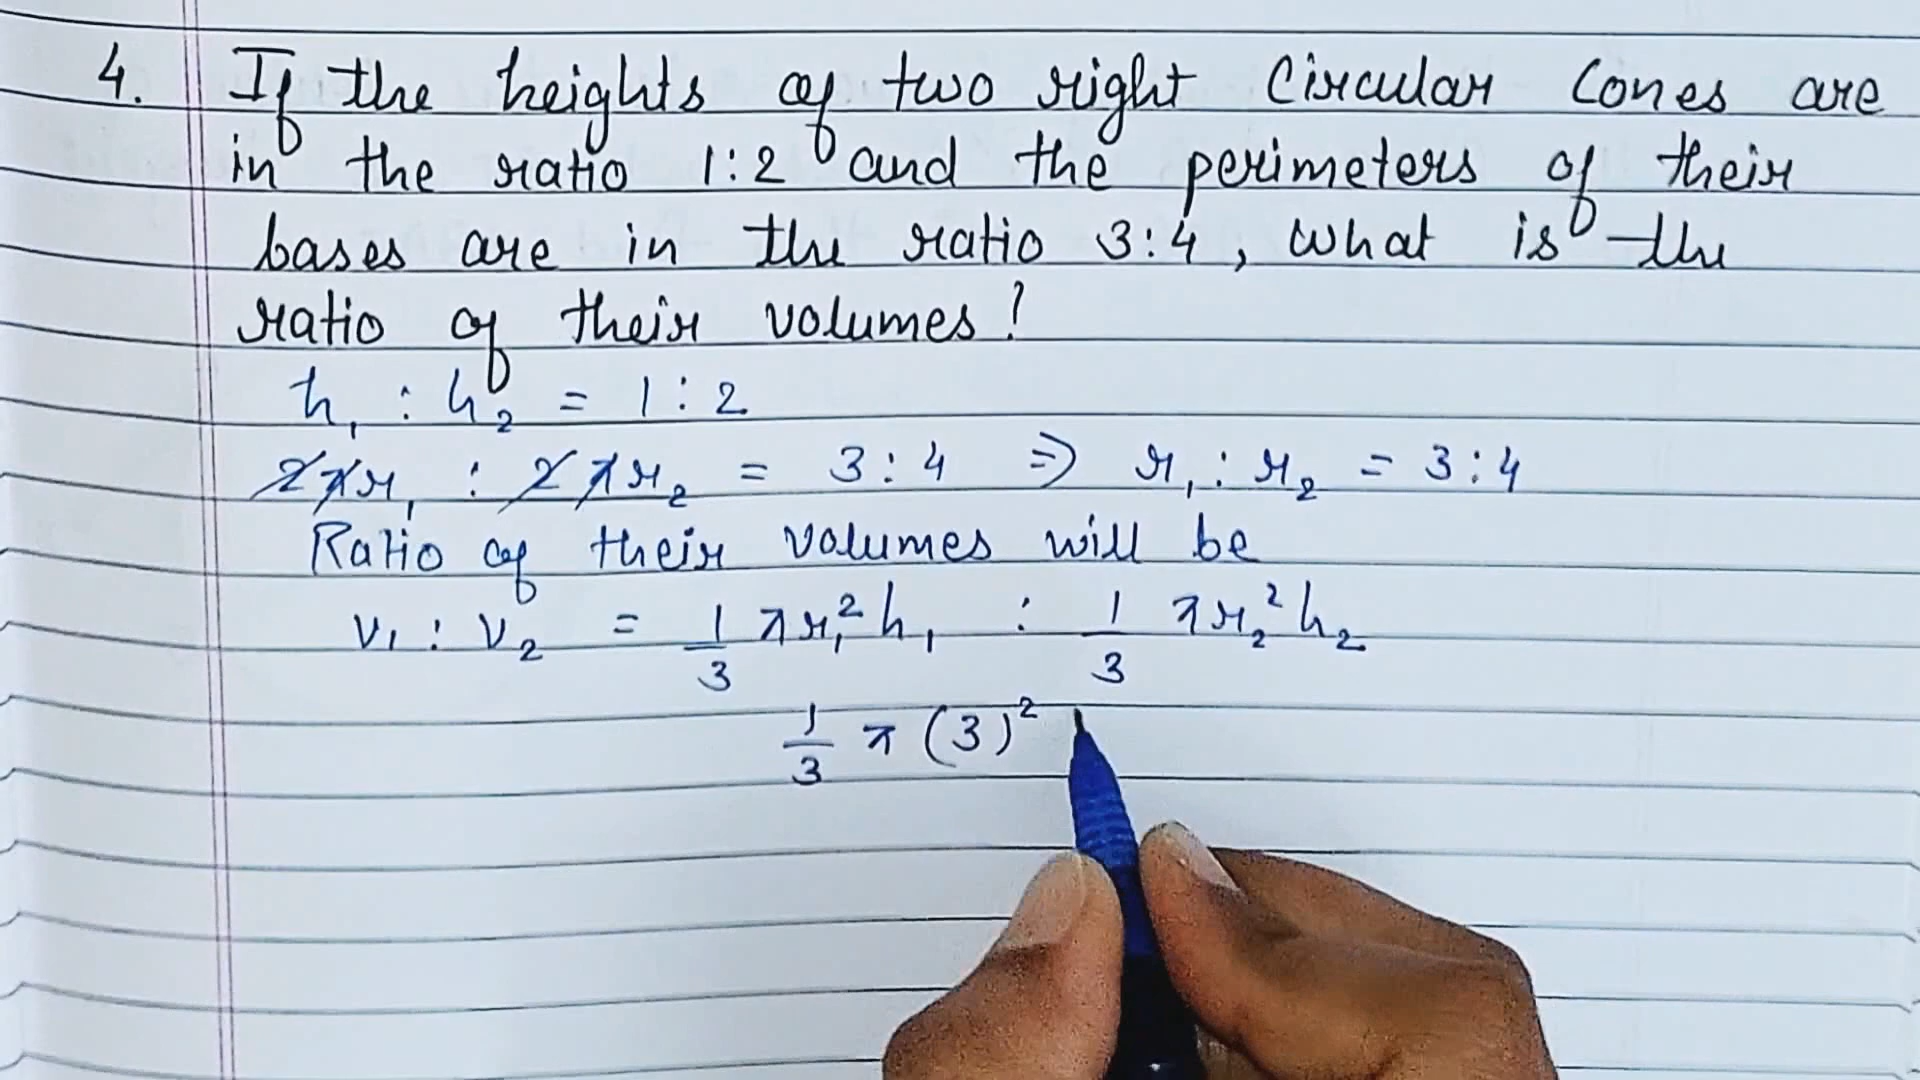 4. If the heights of two right Circular Cones are
in the ratio 1:2 and the perimeters of their
bases are in the ratio 3:4, what is the
ratio of their volumes?
h₁ : h₂ = 1 : 2
2πr₁ : 2πr₂ = 3 : 4 ⇒ r₁ : r₂ = 3 : 4
Ratio of their volumes will be
V₁ : V₂ = 1/3 πr₁²h₁ : 1/3 πr₂²h₂
1/3 π (3)²